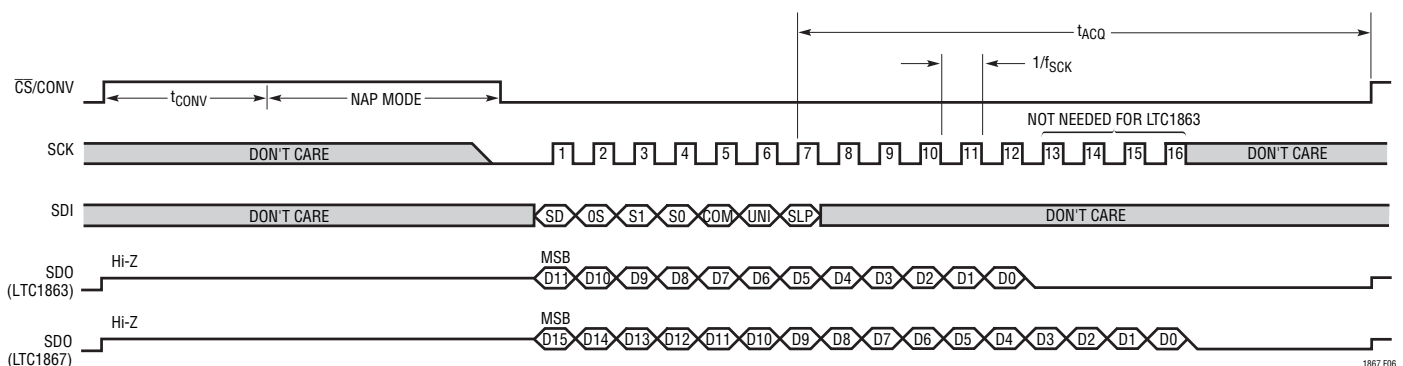 tACQ
1/fSCK
CS/CONV
tCONV
NAP MODE
NOT NEEDED FOR LTC1863
SCK
DON'T CARE
1 2 3 4 5 6 7 8 9 10 11 12 13 14 15 16
DON'T CARE
SDI
DON'T CARE
SD 0S S1 S0 COM UNI SLP
DON'T CARE
Hi-Z
MSB
SDO
(LTC1863)
D11 D10 D9 D8 D7 D6 D5 D4 D3 D2 D1 D0
Hi-Z
MSB
SDO
(LTC1867)
D15 D14 D13 D12 D11 D10 D9 D8 D7 D6 D5 D4 D3 D2 D1 D0
1867 F06